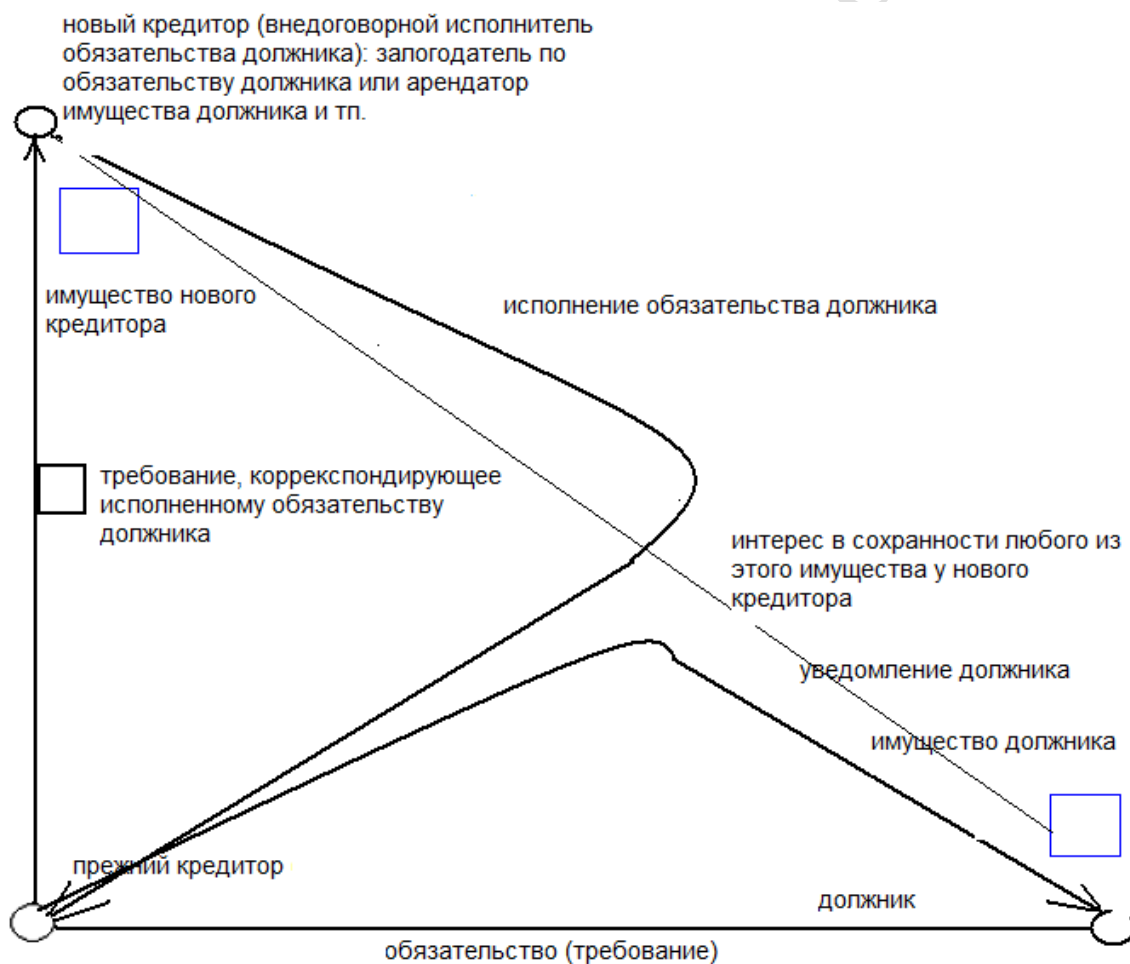 новый кредитор (внедоговорной исполнитель
обязательства должника): залогодатель по
обязательству должника или арендатор
имущества должника и тп.
имущество нового
кредитора
исполнение обязательства должника
требование, коррекспондирующее
исполненному обязательству
должника
интерес в сохранности любого из
этого имущества у нового
кредитора
уведомление должника
имущество должника
прежний кредитор
должник
обязательство (требование)